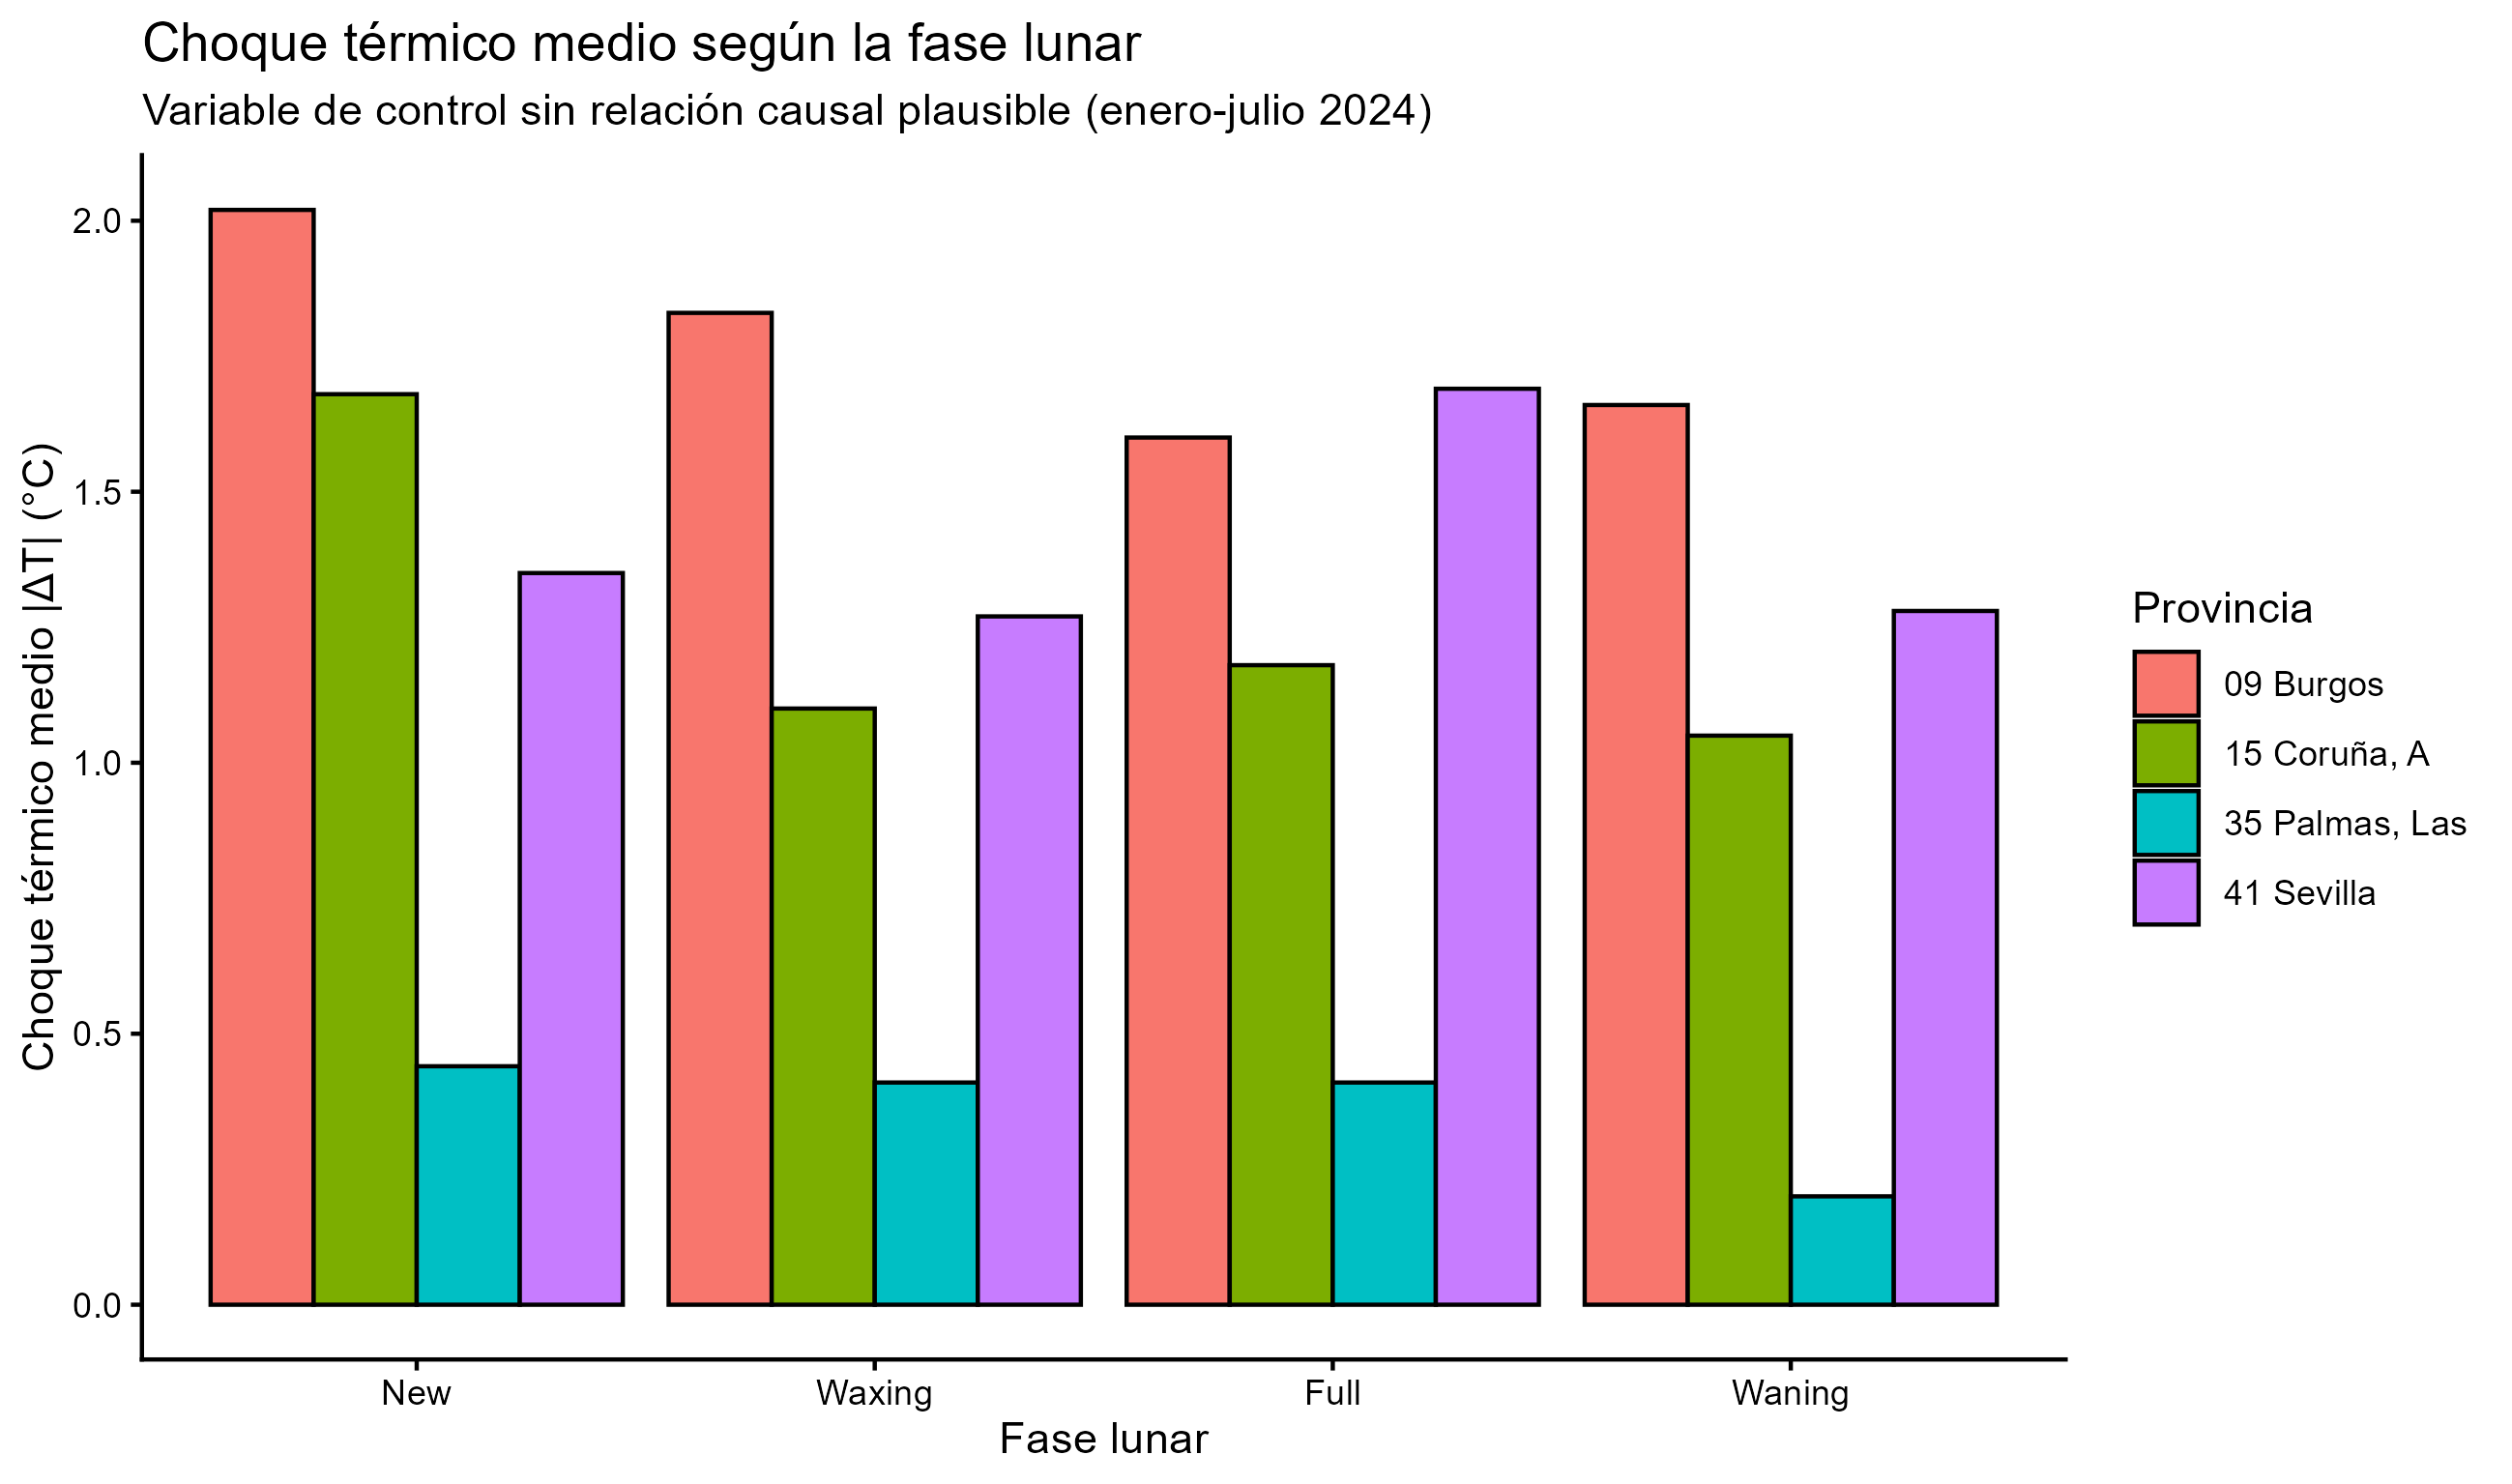 Choque térmico medio según la fase lunar
Variable de control sin relación causal plausible (enero-julio 2024)
Choque térmico medio |ΔT| (°C)
2.0
1.5
1.0
0.5
0.0
New
Waxing
Full
Waning
Fase lunar
Provincia
09 Burgos
15 Coruña, A
35 Palmas, Las
41 Sevilla